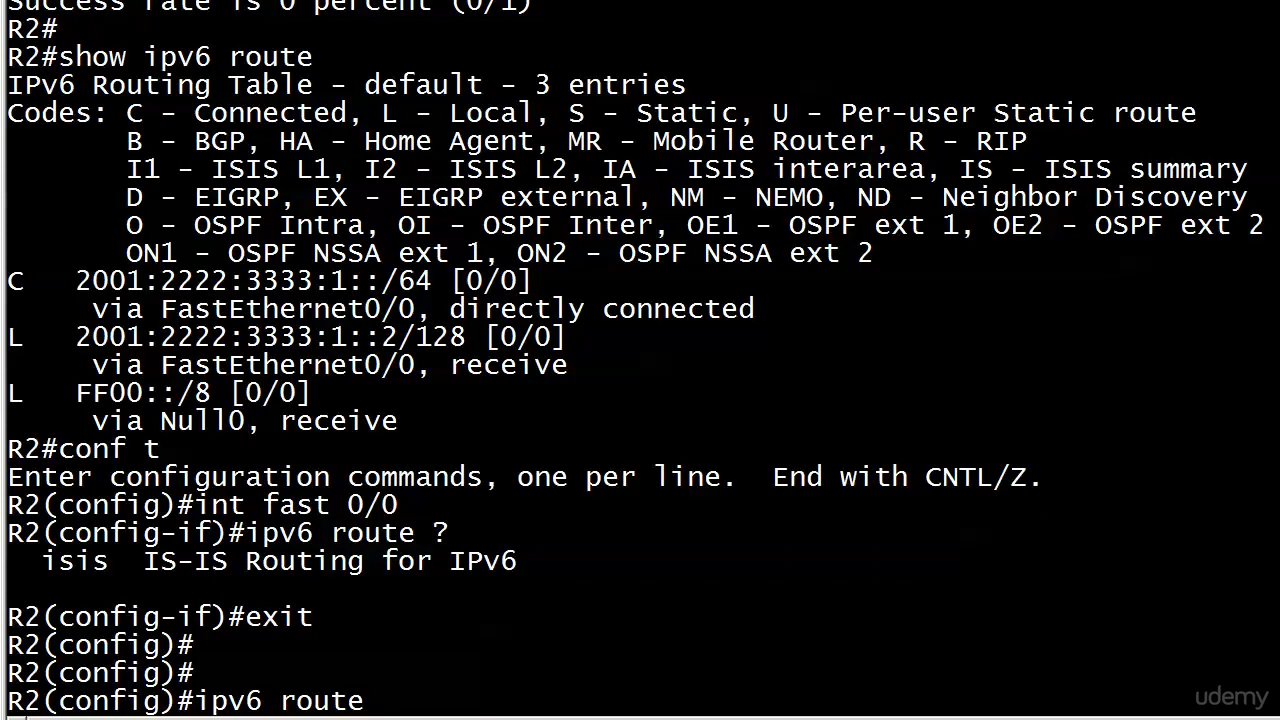 Success rate is 0 percent (0/1)
R2#
R2#show ipv6 route
IPv6 Routing Table - default - 3 entries
Codes: C - Connected, L - Local, S - Static, U - Per-user Static route
       B - BGP, HA - Home Agent, MR - Mobile Router, R - RIP
       I1 - ISIS L1, I2 - ISIS L2, IA - ISIS interarea, IS - ISIS summary
       D - EIGRP, EX - EIGRP external, NM - NEMO, ND - Neighbor Discovery
       O - OSPF Intra, OI - OSPF Inter, OE1 - OSPF ext 1, OE2 - OSPF ext 2
       ON1 - OSPF NSSA ext 1, ON2 - OSPF NSSA ext 2
C   2001:2222:3333:1::/64 [0/0]
     via FastEthernet0/0, directly connected
L   2001:2222:3333:1::2/128 [0/0]
     via FastEthernet0/0, receive
L   FF00::/8 [0/0]
     via Null0, receive
R2#conf t
Enter configuration commands, one per line.  End with CNTL/Z.
R2(config)#int fast 0/0
R2(config-if)#ipv6 route ?
  isis  IS-IS Routing for IPv6
R2(config-if)#exit
R2(config)#
R2(config)#
R2(config)#ipv6 route
udemy